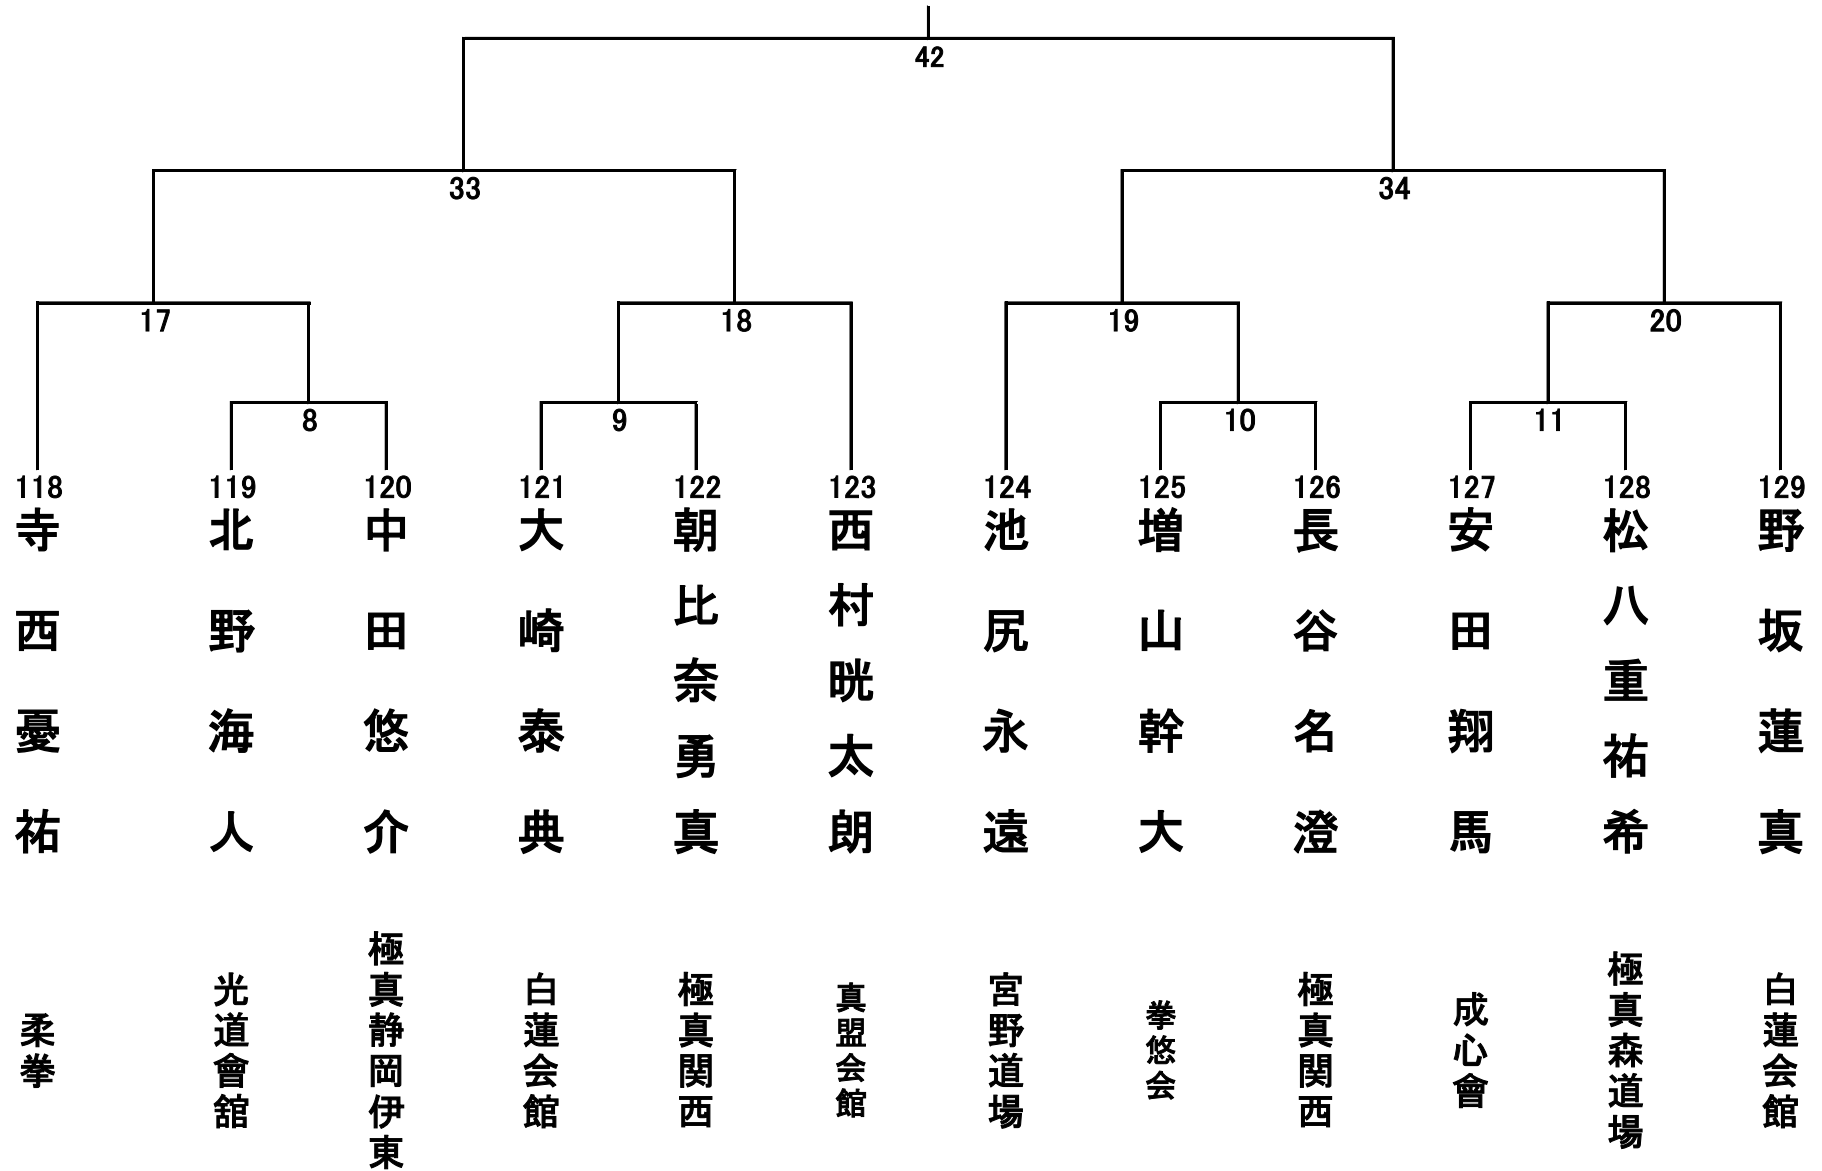 42
33
34
17
18
19
20
8
9
10
11
118
寺西憂祐
柔拳
119
北野海人
光道會舘
120
中田悠介
極真静岡伊東
121
大崎泰典
白蓮会館
122
朝比奈勇真
極真関西
123
西村晄太朗
真盟会館
124
池尻永遠
宮野道場
125
増山幹大
拳悠会
126
長谷名澄
極真関西
127
安田翔馬
成心會
128
松八重祐希
極真森道場
129
野坂蓮真
白蓮会館